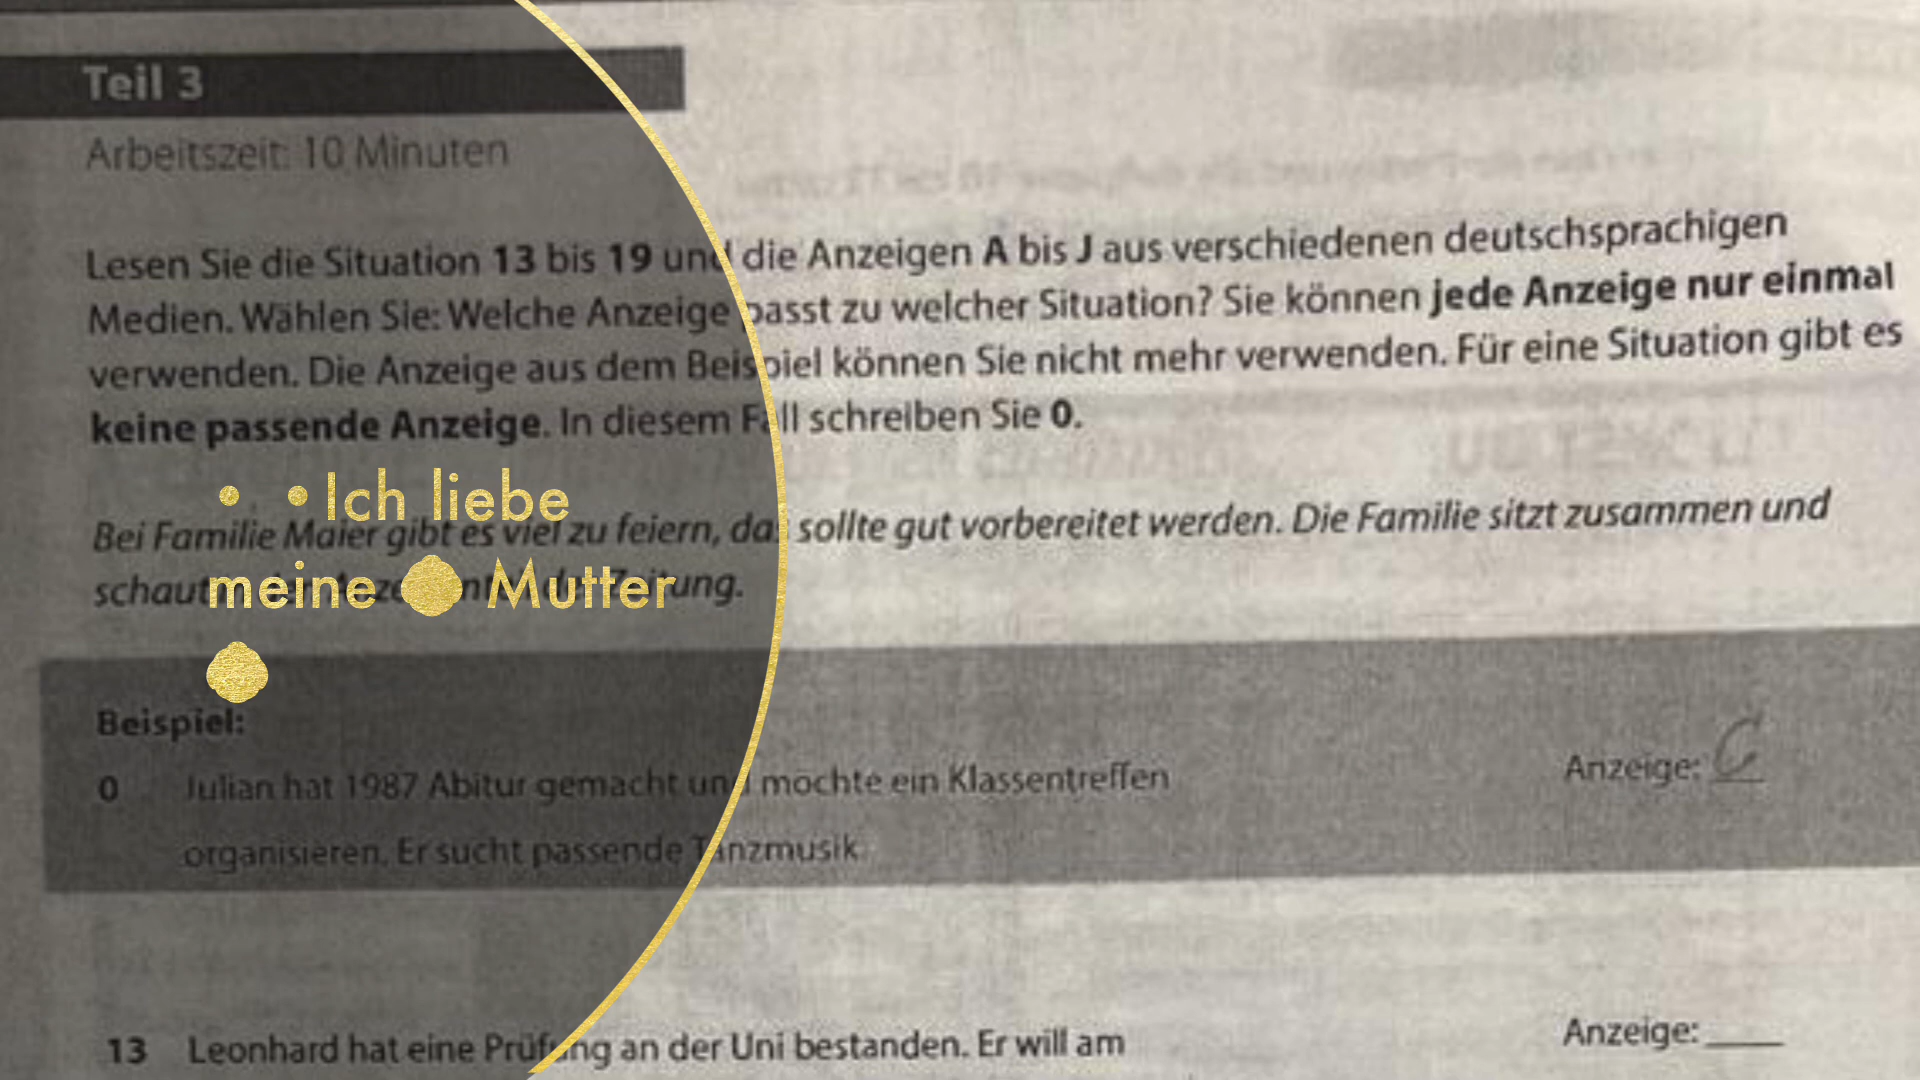 Teil 3
Arbeitszeit: 10 Minuten
Lesen Sie die Situation 13 bis 19 und die Anzeigen A bis J aus verschiedenen deutschsprachigen
Medien. Wählen Sie: Welche Anzeige passt zu welcher Situation? Sie können jede Anzeige nur einmal
verwenden. Die Anzeige aus dem Beispiel können Sie nicht mehr verwenden. Für eine Situation gibt es
keine passende Anzeige. In diesem Fall schreiben Sie 0.
Ich liebe
meine Mutter
Bei Familie Maier gibt es viel zu feiern, das sollte gut vorbereitet werden. Die Familie sitzt zusammen und
schaut Zeitung.
Beispiel:
0 Julian hat 1987 Abitur gemacht und möchte ein Klassentreffen Anzeige: C
organisieren. Er sucht passende Tanzmusik.
13 Leonhard hat eine Prüfung an der Uni bestanden. Er will am Anzeige: